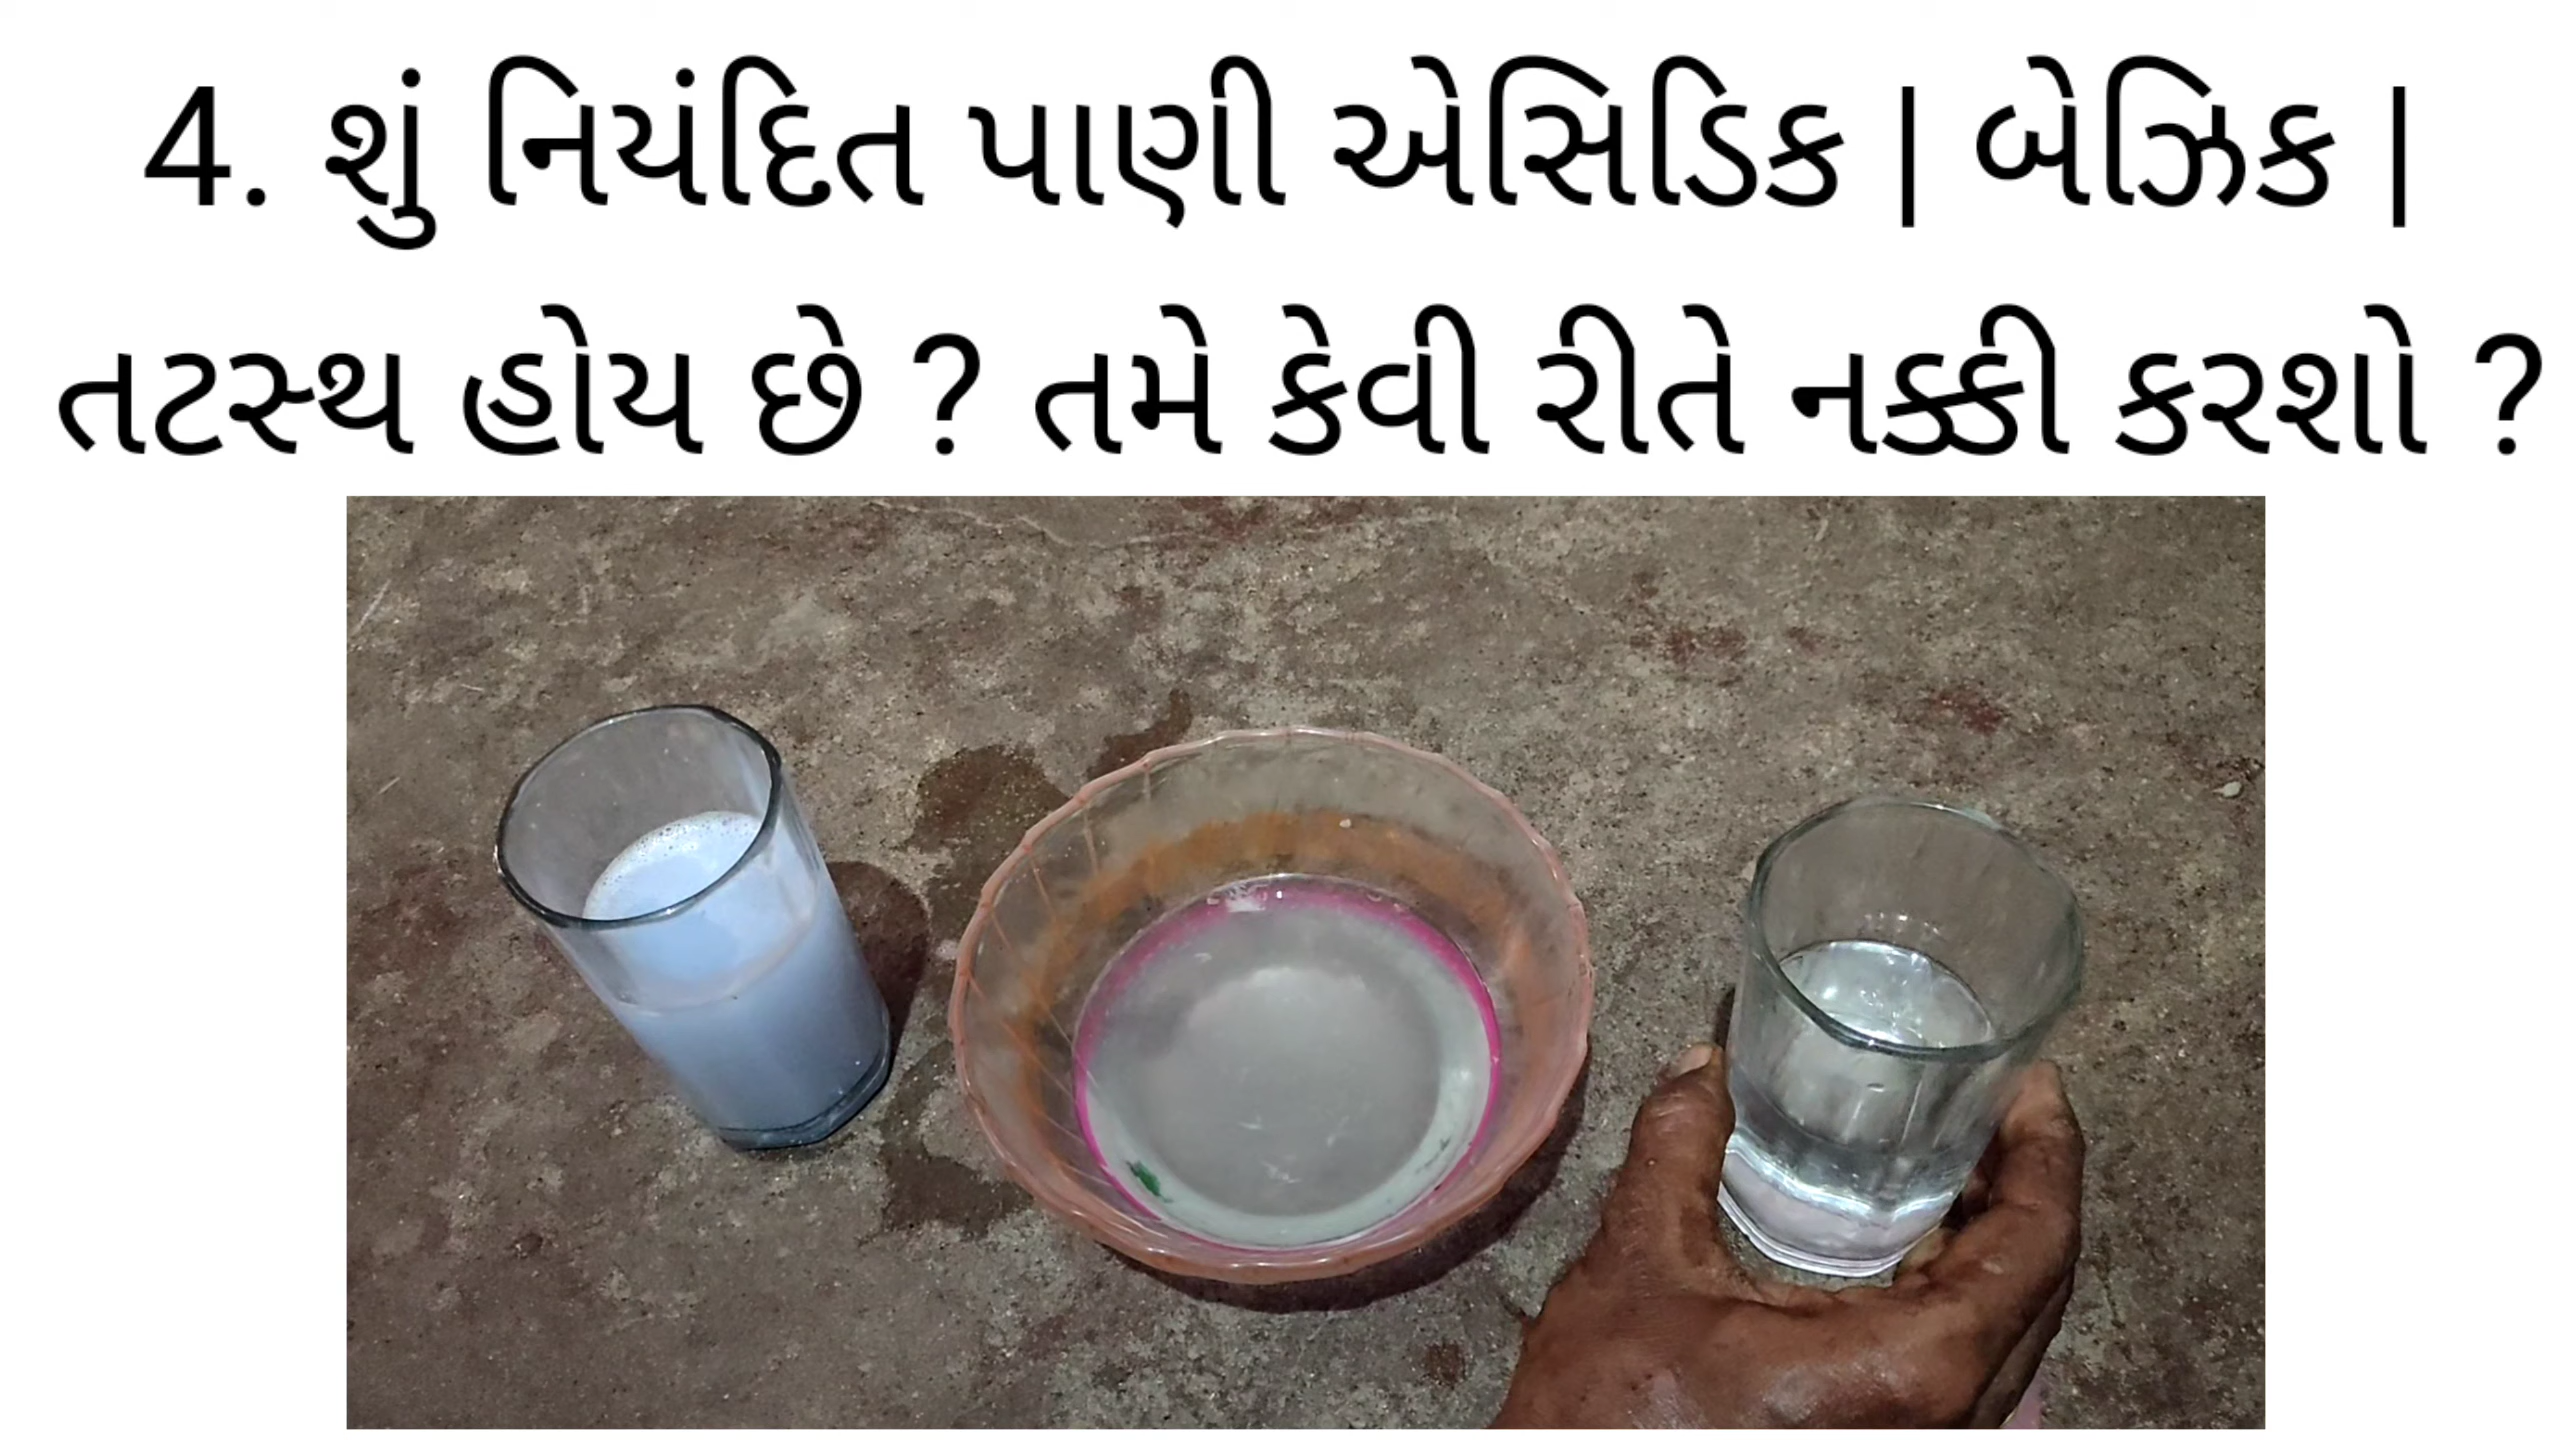 4. શું નિયંદિત પાણી એસિડિક | બેઝિક |
તટસ્થ હોય છે ? તમે કેવી રીતે નક્કી કરશો ?